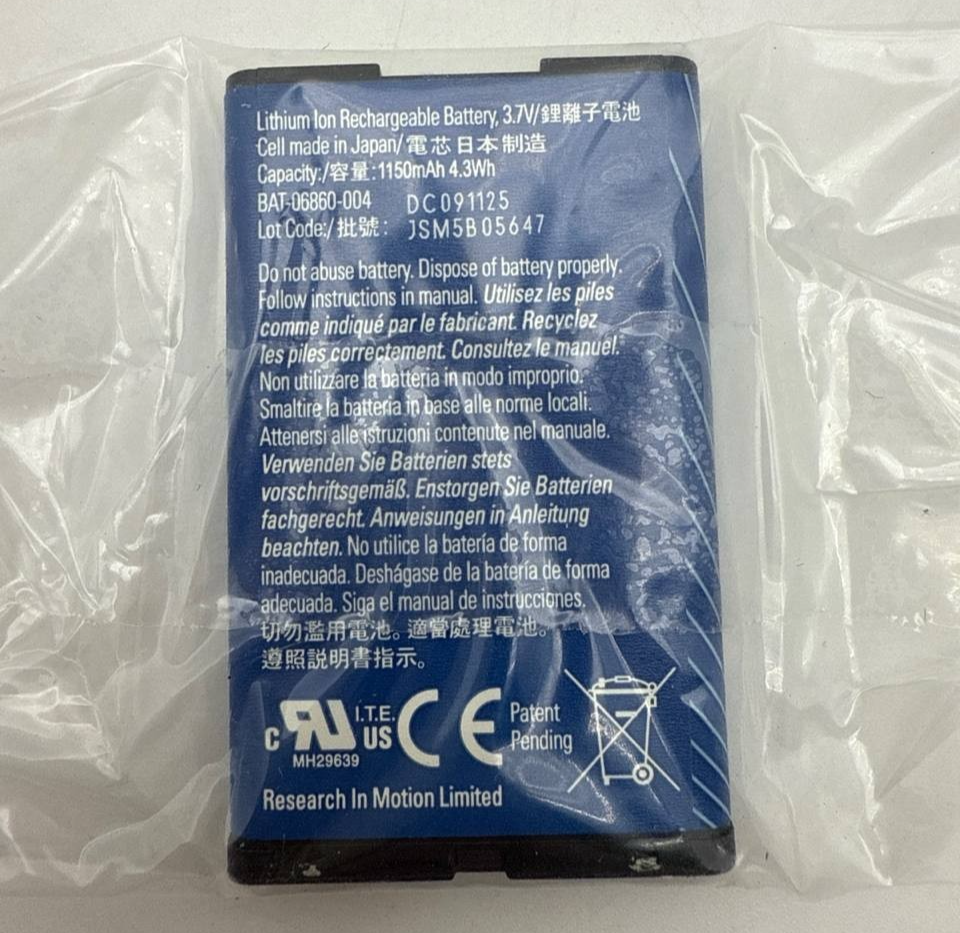 Lithium Ion Rechargeable Battery, 3.7V/鋰離子電池
Cell made in Japan/電芯日本制造
Capacity:/容量:1150mAh 4.3Wh
BAT-06860-004 DC091125
Lot Code:/批號: JSM5B05647
Do not abuse battery. Dispose of battery properly.
Follow instructions in manual. Utilisez les piles
comme indiqué par le fabricant. Recyclez
les piles correctement. Consultez le manuel.
Non utilizzare la batteria in modo improprio.
Smaltire la batteria in base alle norme locali.
Attenersi alle istruzioni contenute nel manuale.
Verwenden Sie Batterien stets
vorschriftsgemäß. Enstorgen Sie Batterien
fachgerecht. Anweisungen in Anleitung
beachten. No utilice la batería de forma
inadecuada. Deshágase de la batería de forma
adecuada. Siga el manual de instrucciones.
切勿濫用電池。適當處理電池。
遵照説明書指示。
c RU US I.T.E. CE Patent Pending
MH29639
Research In Motion Limited